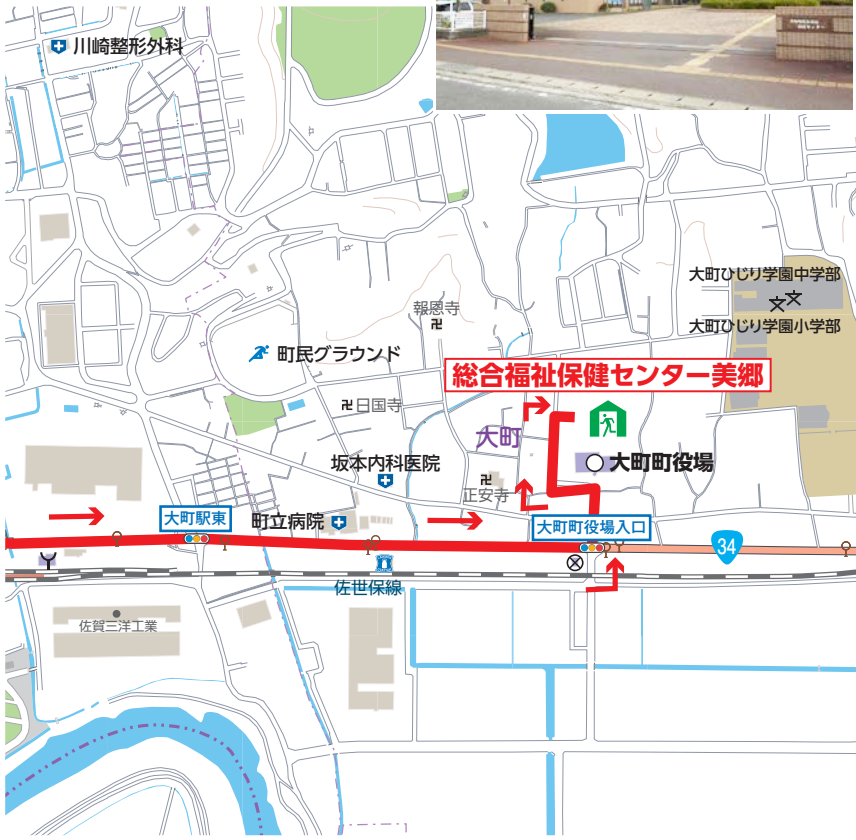 川崎整形外科
大町ひじり学園中学部
大町ひじり学園小学部
報恩寺
町民グラウンド
総合福祉保健センター美郷
日国寺
大町
坂本内科医院
大町町役場
正安寺
大町駅東
町立病院
大町町役場入口
34
佐世保線
佐賀三洋工業